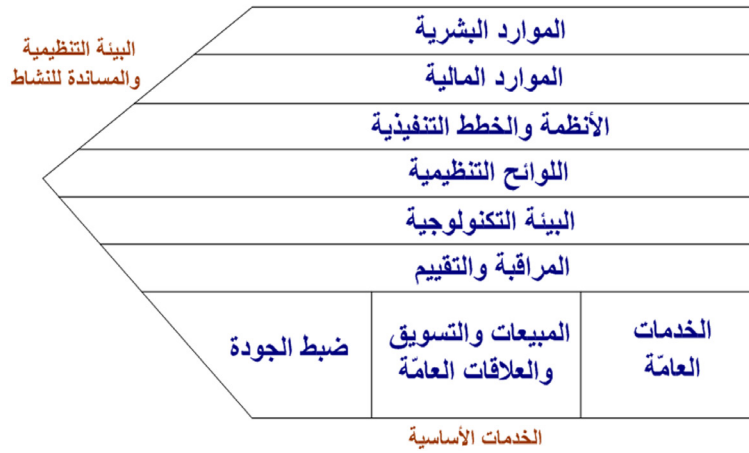 البيئة التنظيمية
والمساندة للنشاط
الموارد البشرية
الموارد المالية
الأنظمة والخطط التنفيذية
اللوائح التنظيمية
البيئة التكنولوجية
المراقبة والتقييم
الخدمات
العامّة
المبيعات والتسويق
والعلاقات العامّة
ضبط الجودة
الخدمات الأساسية